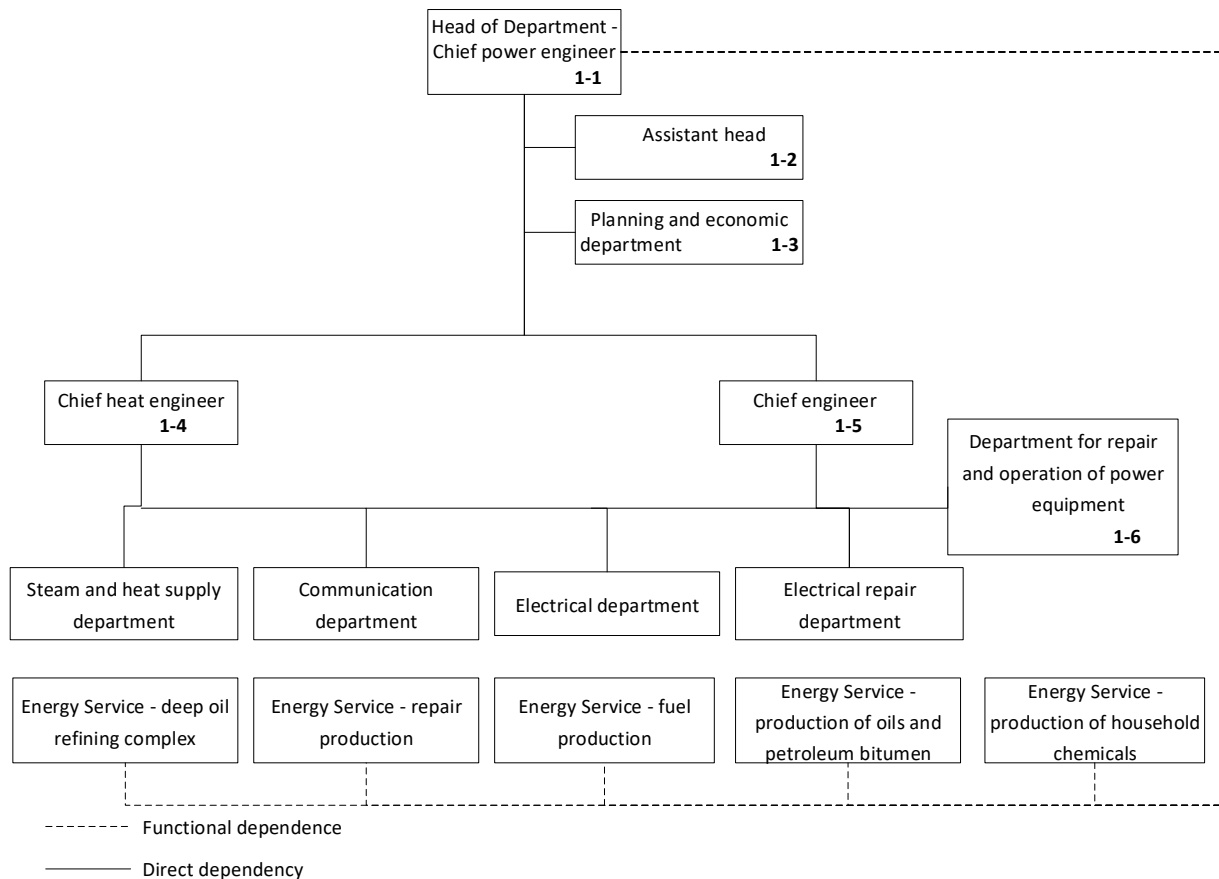 Head of Department -
Chief power engineer
1-1
Assistant head
1-2
Planning and economic
department 1-3
Chief heat engineer
1-4
Chief engineer
1-5
Department for repair
and operation of power
equipment
1-6
Steam and heat supply
department
Communication
department
Electrical department
Electrical repair
department
Energy Service - deep oil
refining complex
Energy Service - repair
production
Energy Service - fuel
production
Energy Service -
production of oils and
petroleum bitumen
Energy Service -
production of household
chemicals
Functional dependence
Direct dependency